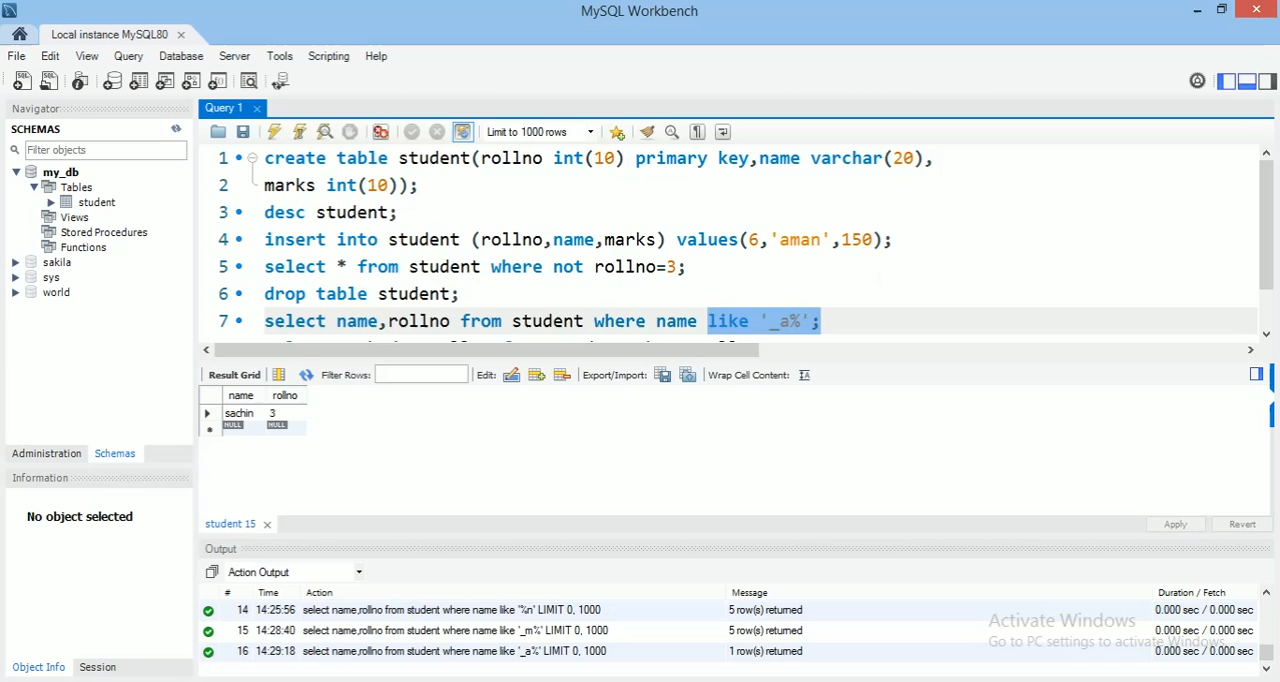 MySQL Workbench
Local instance MySQL80
File Edit View Query Database Server Tools Scripting Help
Navigator
SCHEMAS
Filter objects
my_db
Tables
student
Views
Stored Procedures
Functions
sakila
sys
world
Administration Schemas
Information
No object selected
Object Info Session
Query 1
Limit to 1000 rows
1 create table student(rollno int(10) primary key,name varchar(20),
2 marks int(10));
3 desc student;
4 insert into student (rollno,name,marks) values(6,'aman',150);
5 select * from student where not rollno=3;
6 drop table student;
7 select name,rollno from student where name like '_a%';
Result Grid Filter Rows: Edit: Export/Import: Wrap Cell Content:
name rollno
sachin 3
NULL NULL
student 15 Apply Revert
Output
Action Output
# Time Action Message Duration / Fetch
14 14:25:56 select name,rollno from student where name like '%n' LIMIT 0, 1000 5 row(s) returned 0.000 sec / 0.000 sec
15 14:28:40 select name,rollno from student where name like '_m%' LIMIT 0, 1000 5 row(s) returned 0.000 sec / 0.000 sec
16 14:29:18 select name,rollno from student where name like '_a%' LIMIT 0, 1000 1 row(s) returned 0.000 sec / 0.000 sec
Activate Windows
Go to PC settings to activate Windows.